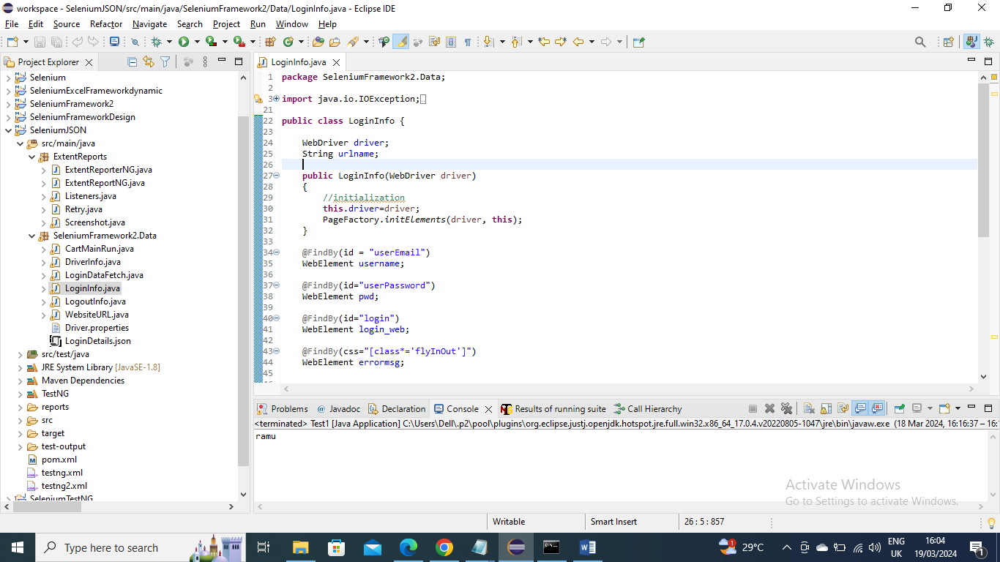 workspace - SeleniumJSON/src/main/java/SeleniumFramework2/Data/LoginInfo.java - Eclipse IDE
File Edit Source Refactor Navigate Search Project Run Window Help
Project Explorer
Selenium
SeleniumExcelFrameworkdynamic
SeleniumFramework2
SeleniumFrameworkDesign
SeleniumJSON
src/main/java
ExtentReports
ExtentReporterNG.java
ExtentReportNG.java
Listeners.java
Retry.java
Screenshot.java
SeleniumFramework2.Data
CartMainRun.java
DriverInfo.java
LoginDataFetch.java
LoginInfo.java
LogoutInfo.java
WebsiteURL.java
Driver.properties
LoginDetails.json
src/test/java
JRE System Library [JavaSE-1.8]
Maven Dependencies
TestNG
reports
src
target
test-output
pom.xml
testng.xml
testng2.xml
SeleniumTestNG
LoginInfo.java
1 package SeleniumFramework2.Data;
2
3 import java.io.IOException;
21
22 public class LoginInfo {
23
24 WebDriver driver;
25 String urlname;
26
27 public LoginInfo(WebDriver driver)
28 {
29 //initialization
30 this.driver=driver;
31 PageFactory.initElements(driver, this);
32 }
33
34 @FindBy(id = "userEmail")
35 WebElement username;
36
37 @FindBy(id="userPassword")
38 WebElement pwd;
39
40 @FindBy(id="login")
41 WebElement login_web;
42
43 @FindBy(css="[class*='flyInOut']")
44 WebElement errormsg;
45
Problems Javadoc Declaration Console Results of running suite Call Hierarchy
<terminated> Test1 [Java Application] C:\Users\Dell\.p2\pool\plugins\org.eclipse.justj.openjdk.hotspot.jre.full.win32.x86_64_17.0.4.v20220805-1047\jre\bin\javaw.exe (18 Mar 2024, 16:16:37 – 16:
ramu
Activate Windows
Go to Settings to activate Windows.
Writable Smart Insert 26 : 5 : 857
Type here to search
1
29°C
ENG
UK
16:04
19/03/2024
1